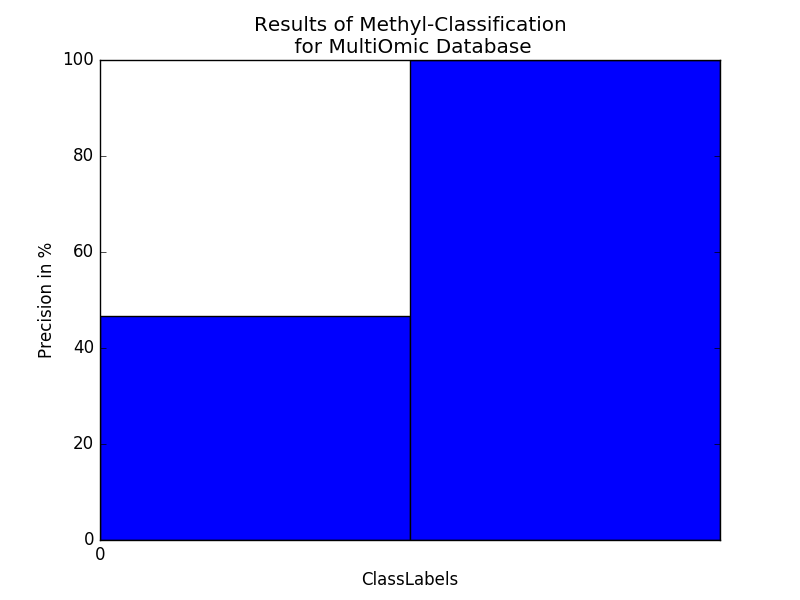 Results of Methyl-Classification
for MultiOmic Database
100
80
60
40
20
0
0
Precision in %
ClassLabels